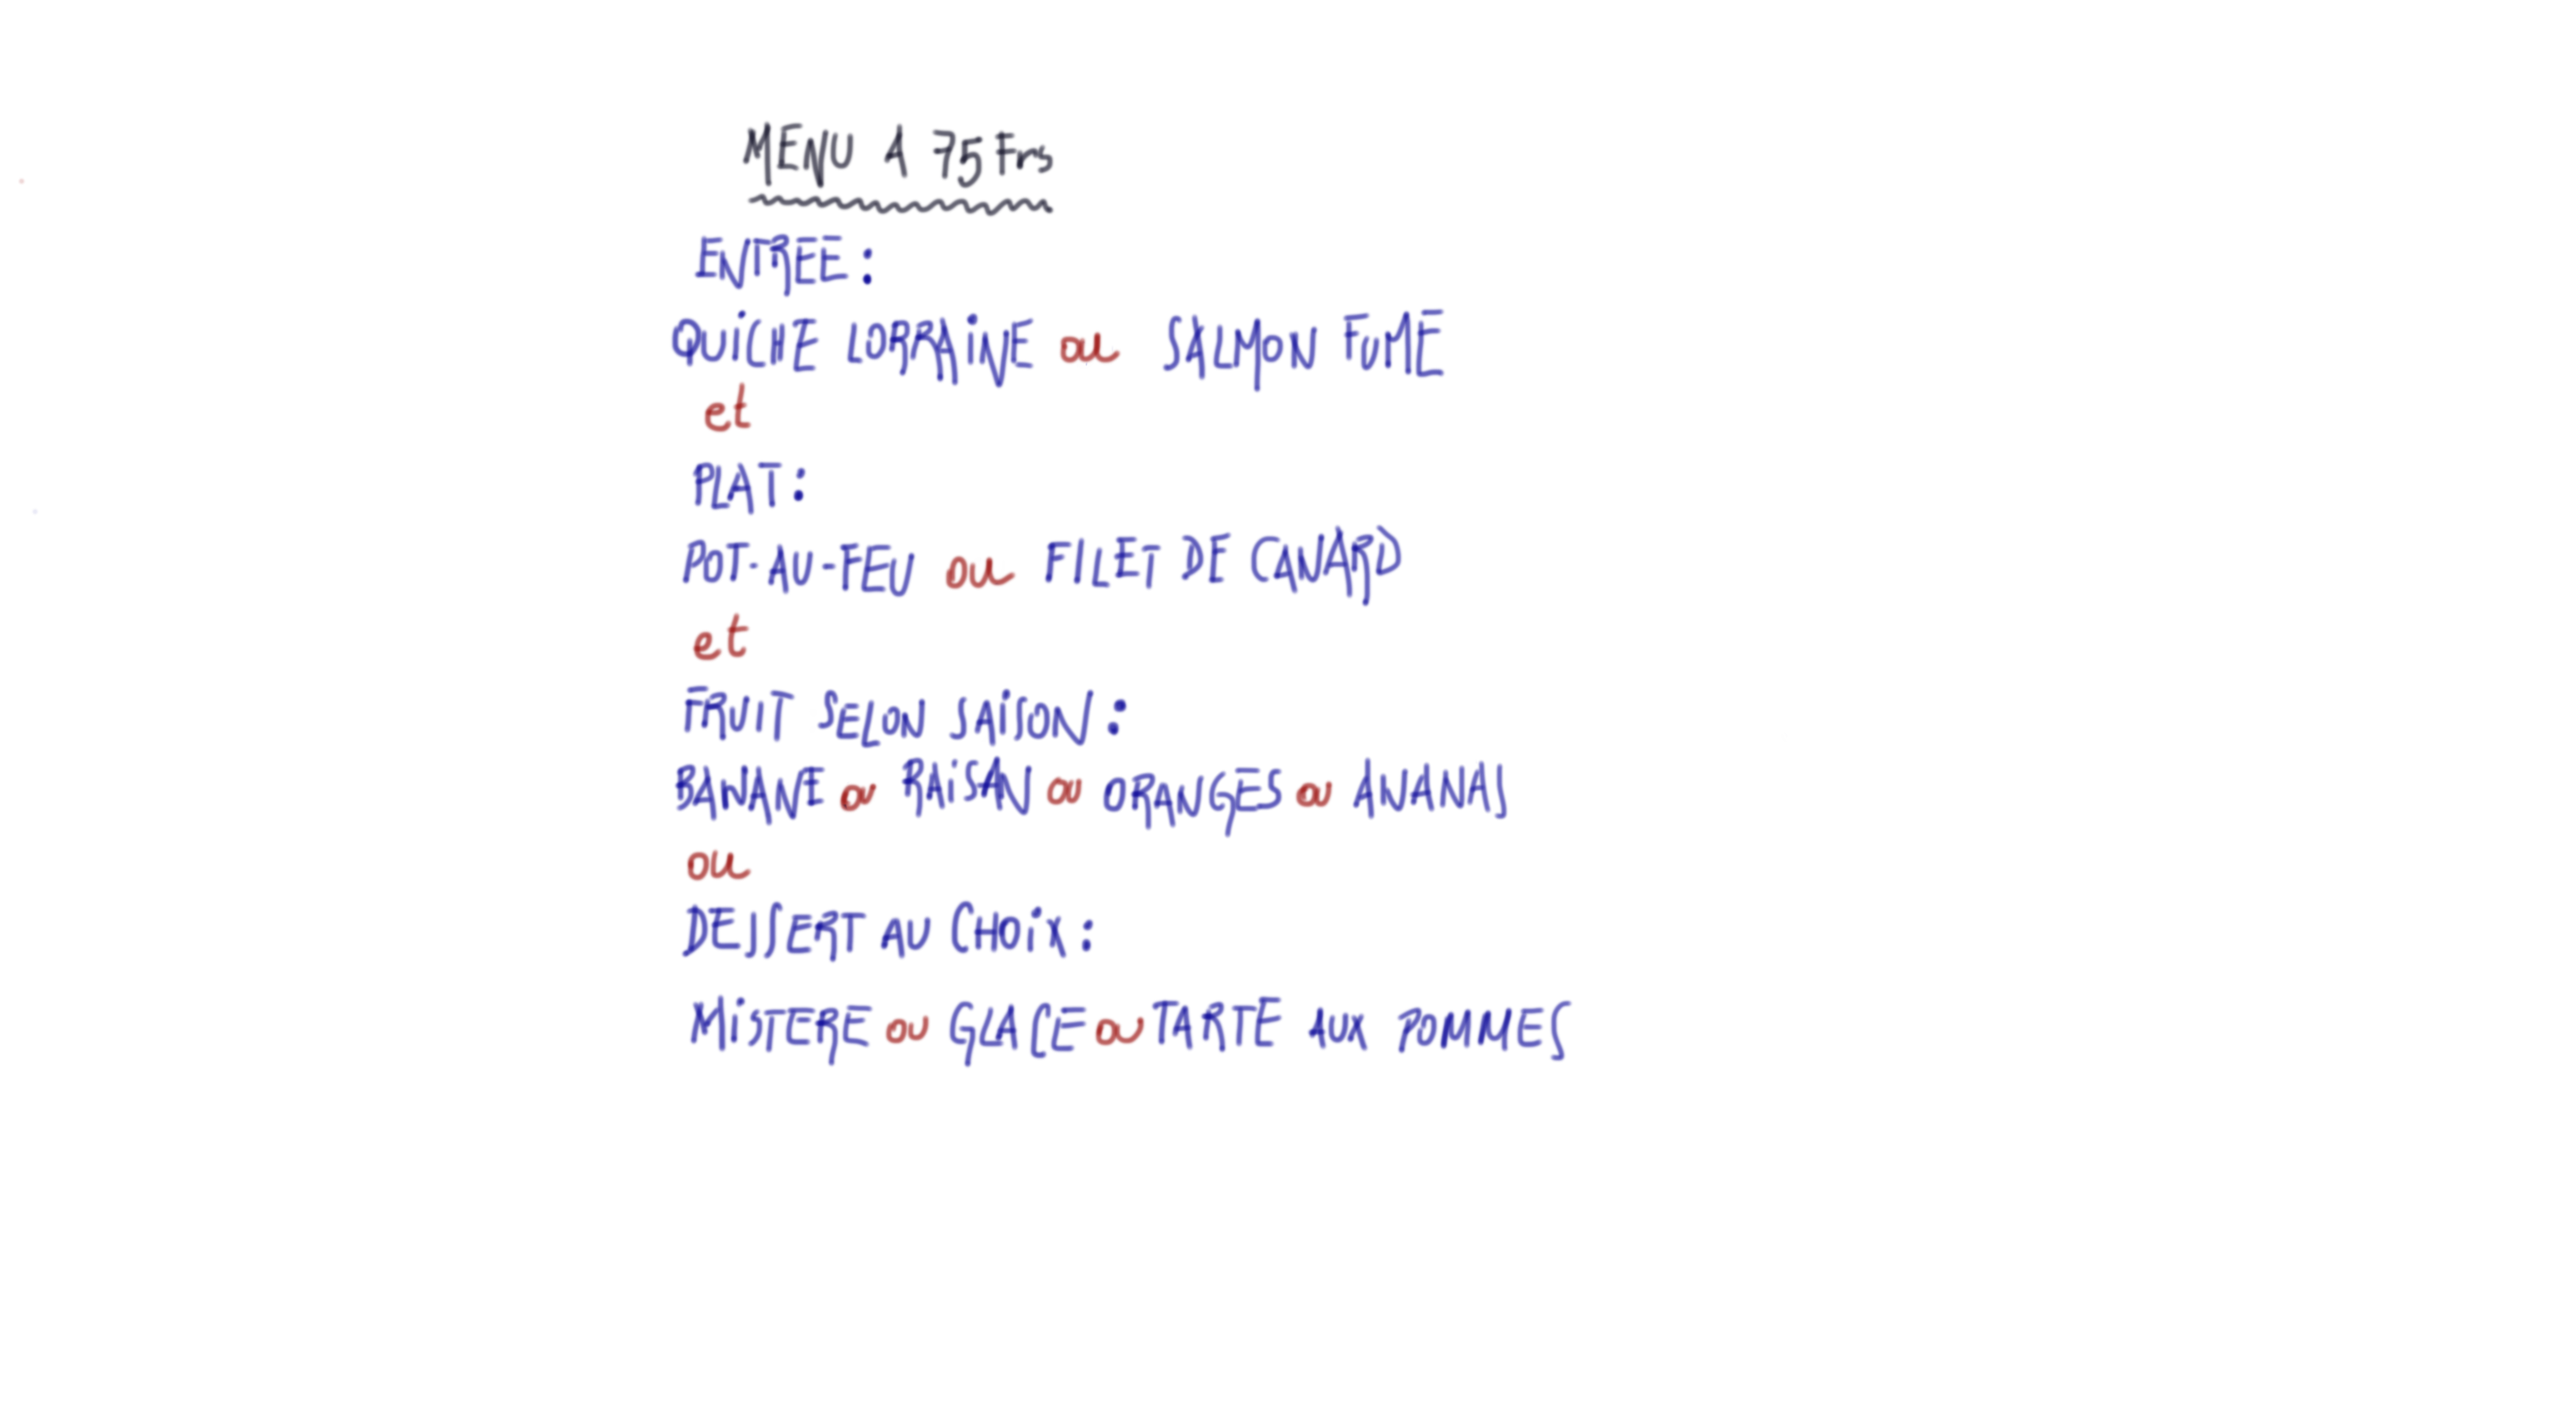 MENU A 75 Frs
ENTREE :
QUiCHE LORRAiNE ou SALMON FUME
et
PLAT :
POT-AU-FEU ou FILET DE CANARD
et
FRUIT SELON SAiSON :
BANANE ou RAiSAN ou ORANGES ou ANANAS
ou
DESSERT AU CHOiX :
MiSTERE ou GLACE ou TARTE AUX POMMES